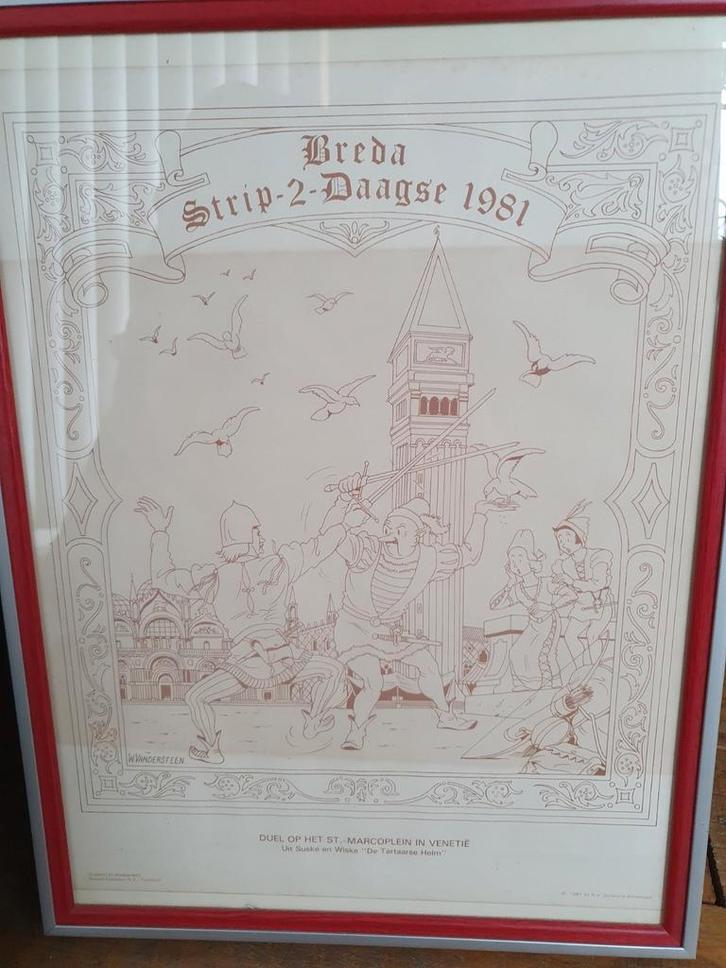 Breda
Strip-2-Daagse 1981
W. VANDERSTEEN
DUEL OP HET ST.-MARCOPLEIN IN VENETIË
Uit Suske en Wiske "De Tartaarse Helm"